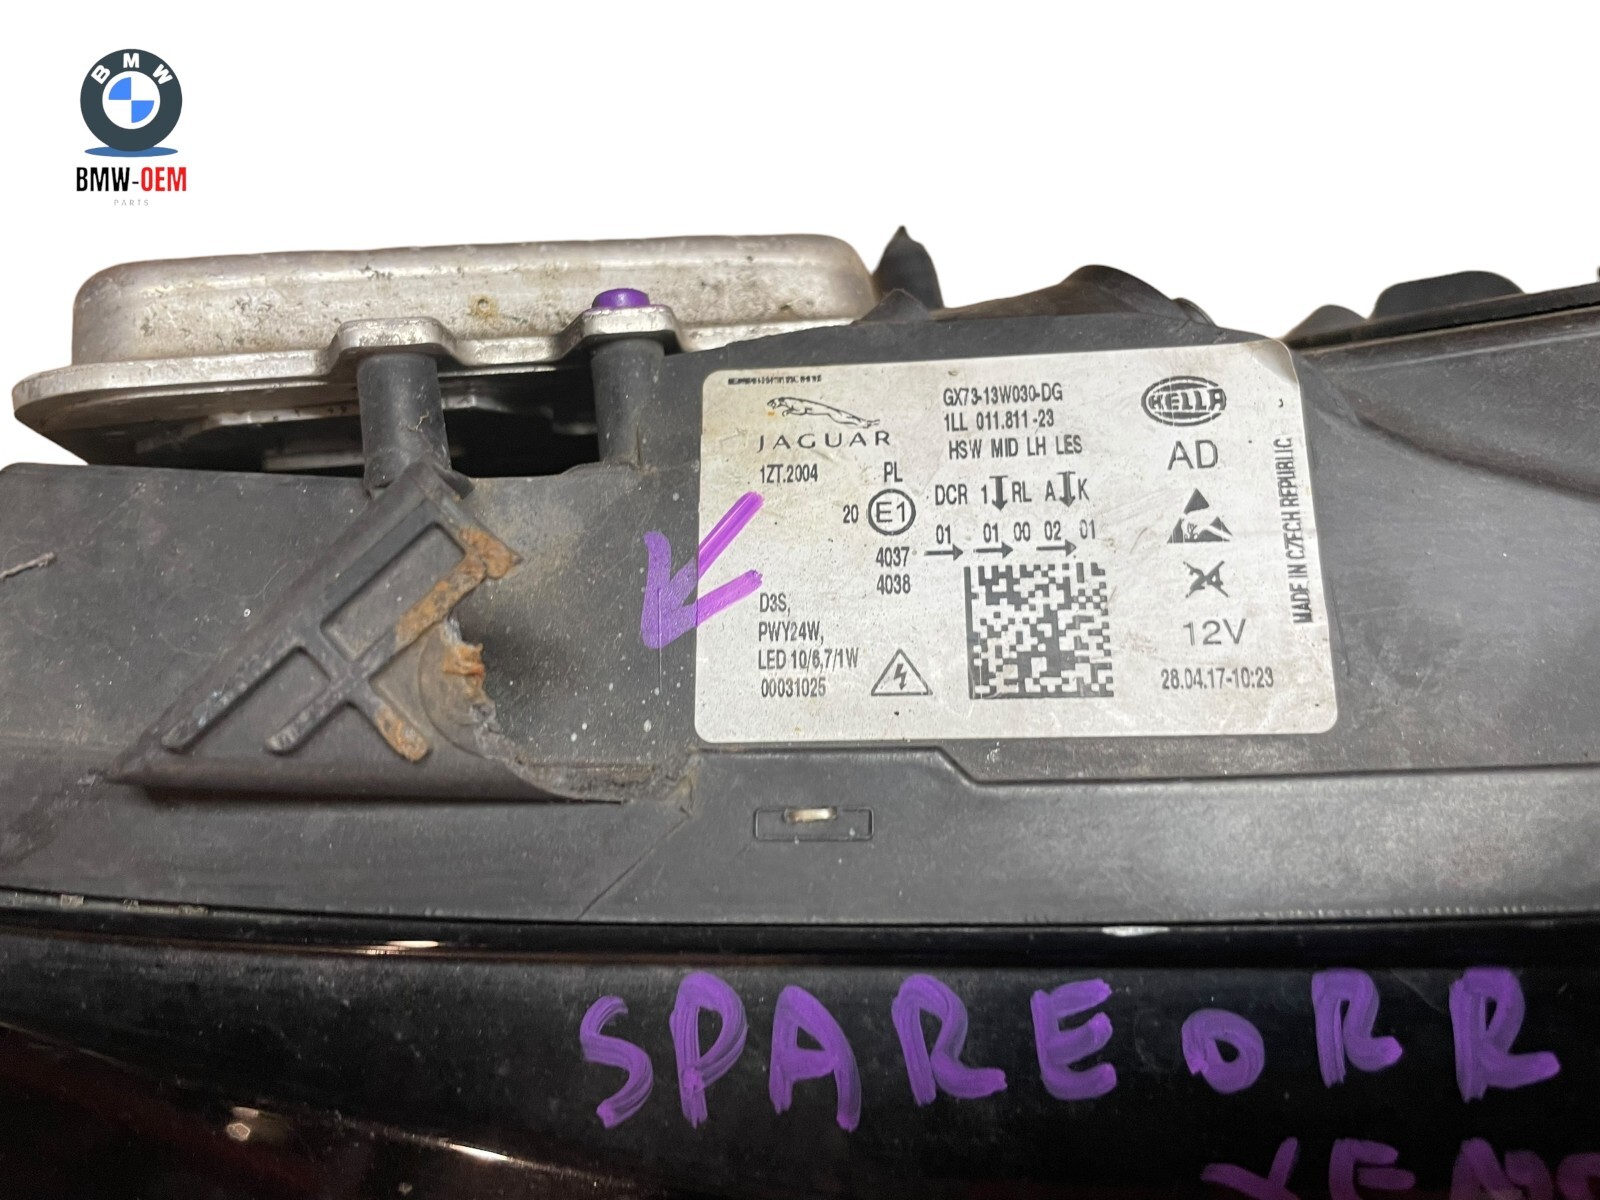 BMW
BMW-OEM
PARTS
JAGUAR
1ZT.2004 PL
20 E1
4037
4038
D3S,
PWY24W,
LED 10/6,7/1W
00031025
GX73-13W030-DG
1LL 011.811-23
HSW MID LH LES
DCR 1 RL A K
01 01 00 02 01
HELLA
AD
24
12V
28.04.17-10:23
MADE IN CZECH REPUBLIC
SPARE OR R